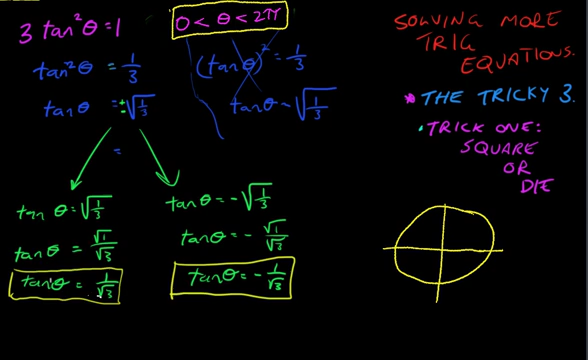 3 tan²θ = 1
0 < θ < 2π
tan²θ = 1/3
(tan θ)² = 1/3
tan θ = ±√(1/3)
tan θ = √(1/3)
=
tan θ = √(1/3)
tan θ = √1/√3
tan θ = 1/√3
tan θ = -√(1/3)
tan θ = - √1/√3
tan θ = - 1/√3
SOLVING MORE
TRIG
EQUATIONS.
* THE TRICKY 3.
• TRICK ONE:
SQUARE
OR
DIE